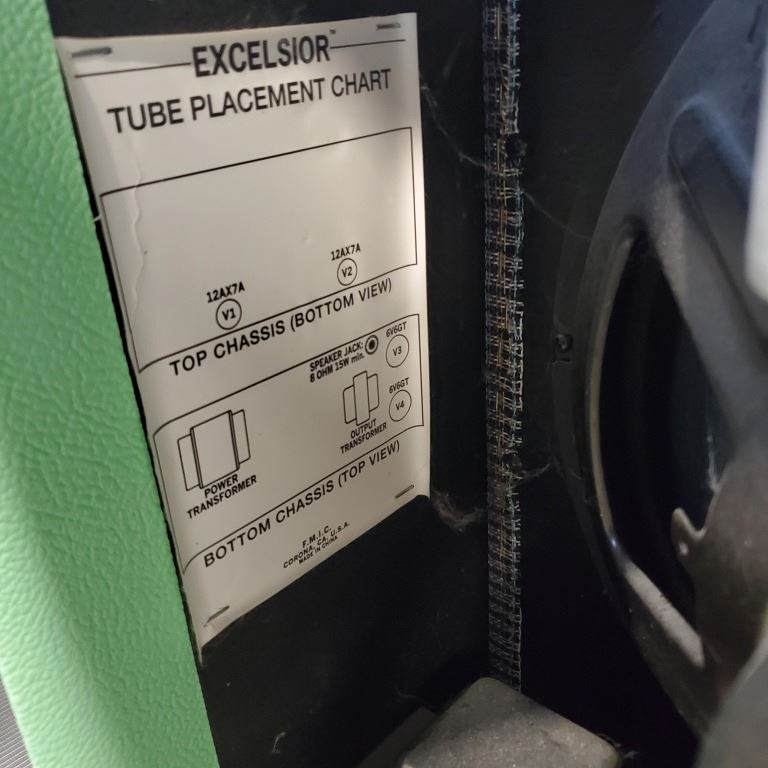 EXCELSIOR™
TUBE PLACEMENT CHART
12AX7A
V1
12AX7A
V2
TOP CHASSIS (BOTTOM VIEW)
SPEAKER JACK:
8 OHM 15W min.
6V6GT
V3
6V6GT
V4
OUTPUT
TRANSFORMER
POWER
TRANSFORMER
BOTTOM CHASSIS (TOP VIEW)
F.M.I.C.
CORONA, CA. U.S.A.
MADE IN CHINA